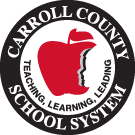 CARROLL COUNTY
TEACHING, LEARNING, LEADING
SCHOOL SYSTEM